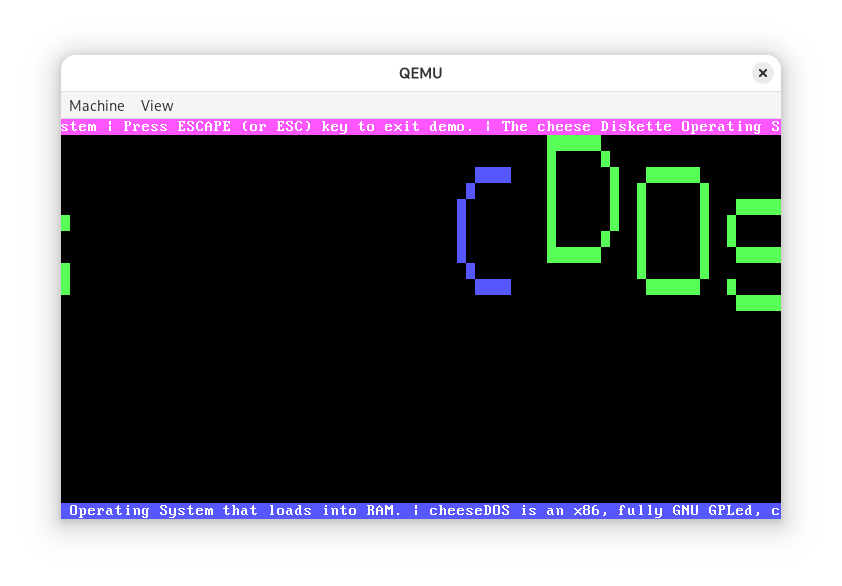 QEMU
Machine View
stem ¦ Press ESCAPE (or ESC) key to exit demo. ¦ The cheese Diskette Operating S
C DOS
Operating System that loads into RAM. ¦ cheeseDOS is an x86, fully GNU GPLed, c